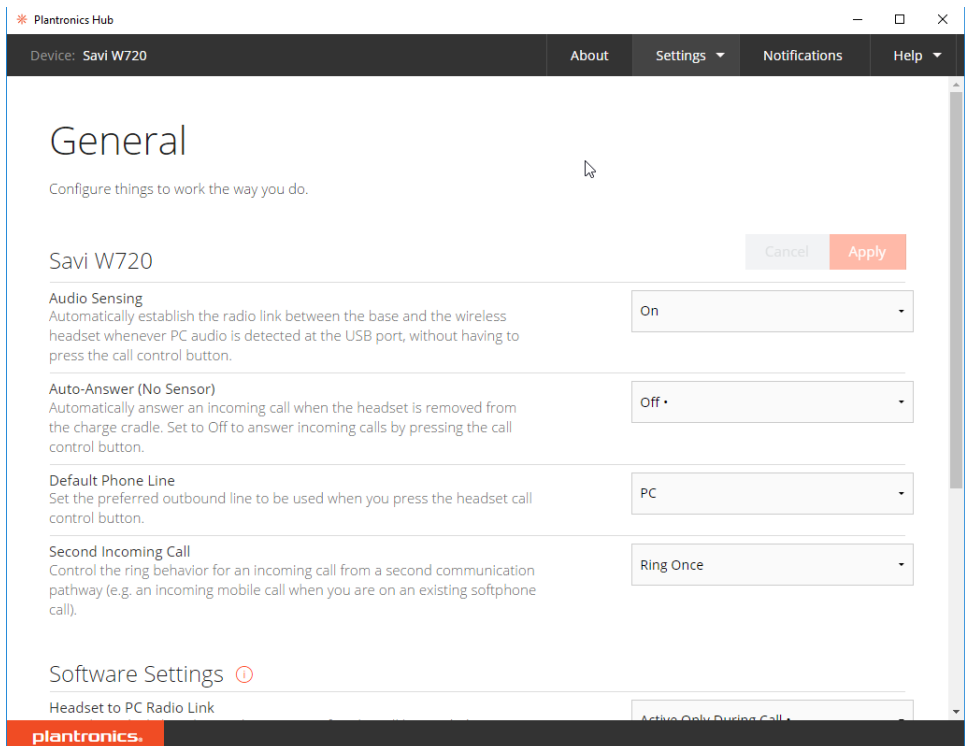 Plantronics Hub
Device: Savi W720
About
Settings
Notifications
Help
General
Configure things to work the way you do.
Savi W720
Cancel
Apply
Audio Sensing
Automatically establish the radio link between the base and the wireless
headset whenever PC audio is detected at the USB port, without having to
press the call control button.
On
Auto-Answer (No Sensor)
Automatically answer an incoming call when the headset is removed from
the charge cradle. Set to Off to answer incoming calls by pressing the call
control button.
Off •
Default Phone Line
Set the preferred outbound line to be used when you press the headset call
control button.
PC
Second Incoming Call
Control the ring behavior for an incoming call from a second communication
pathway (e.g. an incoming mobile call when you are on an existing softphone
call).
Ring Once
Software Settings
Headset to PC Radio Link
Active Only During Call •
plantronics.